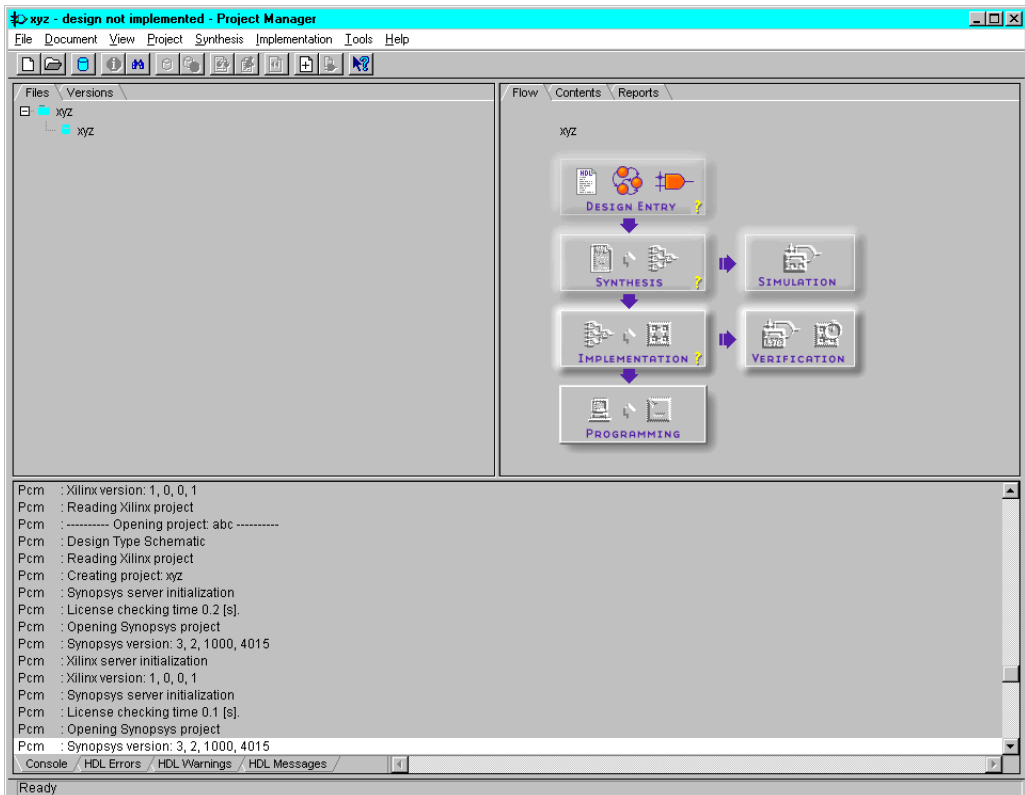 xyz - design not implemented - Project Manager
File Document View Project Synthesis Implementation Tools Help
Files Versions
xyz
xyz
Flow Contents Reports
xyz
HDL
DESIGN ENTRY ?
SYNTHESIS ?
SIMULATION
IMPLEMENTATION ?
VERIFICATION
PROGRAMMING
Pcm : Xilinx version: 1, 0, 0, 1
Pcm : Reading Xilinx project
Pcm : ---------- Opening project: abc ----------
Pcm : Design Type Schematic
Pcm : Reading Xilinx project
Pcm : Creating project: xyz
Pcm : Synopsys server initialization
Pcm : License checking time 0.2 [s].
Pcm : Opening Synopsys project
Pcm : Synopsys version: 3, 2, 1000, 4015
Pcm : Xilinx server initialization
Pcm : Xilinx version: 1, 0, 0, 1
Pcm : Synopsys server initialization
Pcm : License checking time 0.1 [s].
Pcm : Opening Synopsys project
Pcm : Synopsys version: 3, 2, 1000, 4015
Console HDL Errors HDL Warnings HDL Messages
Ready